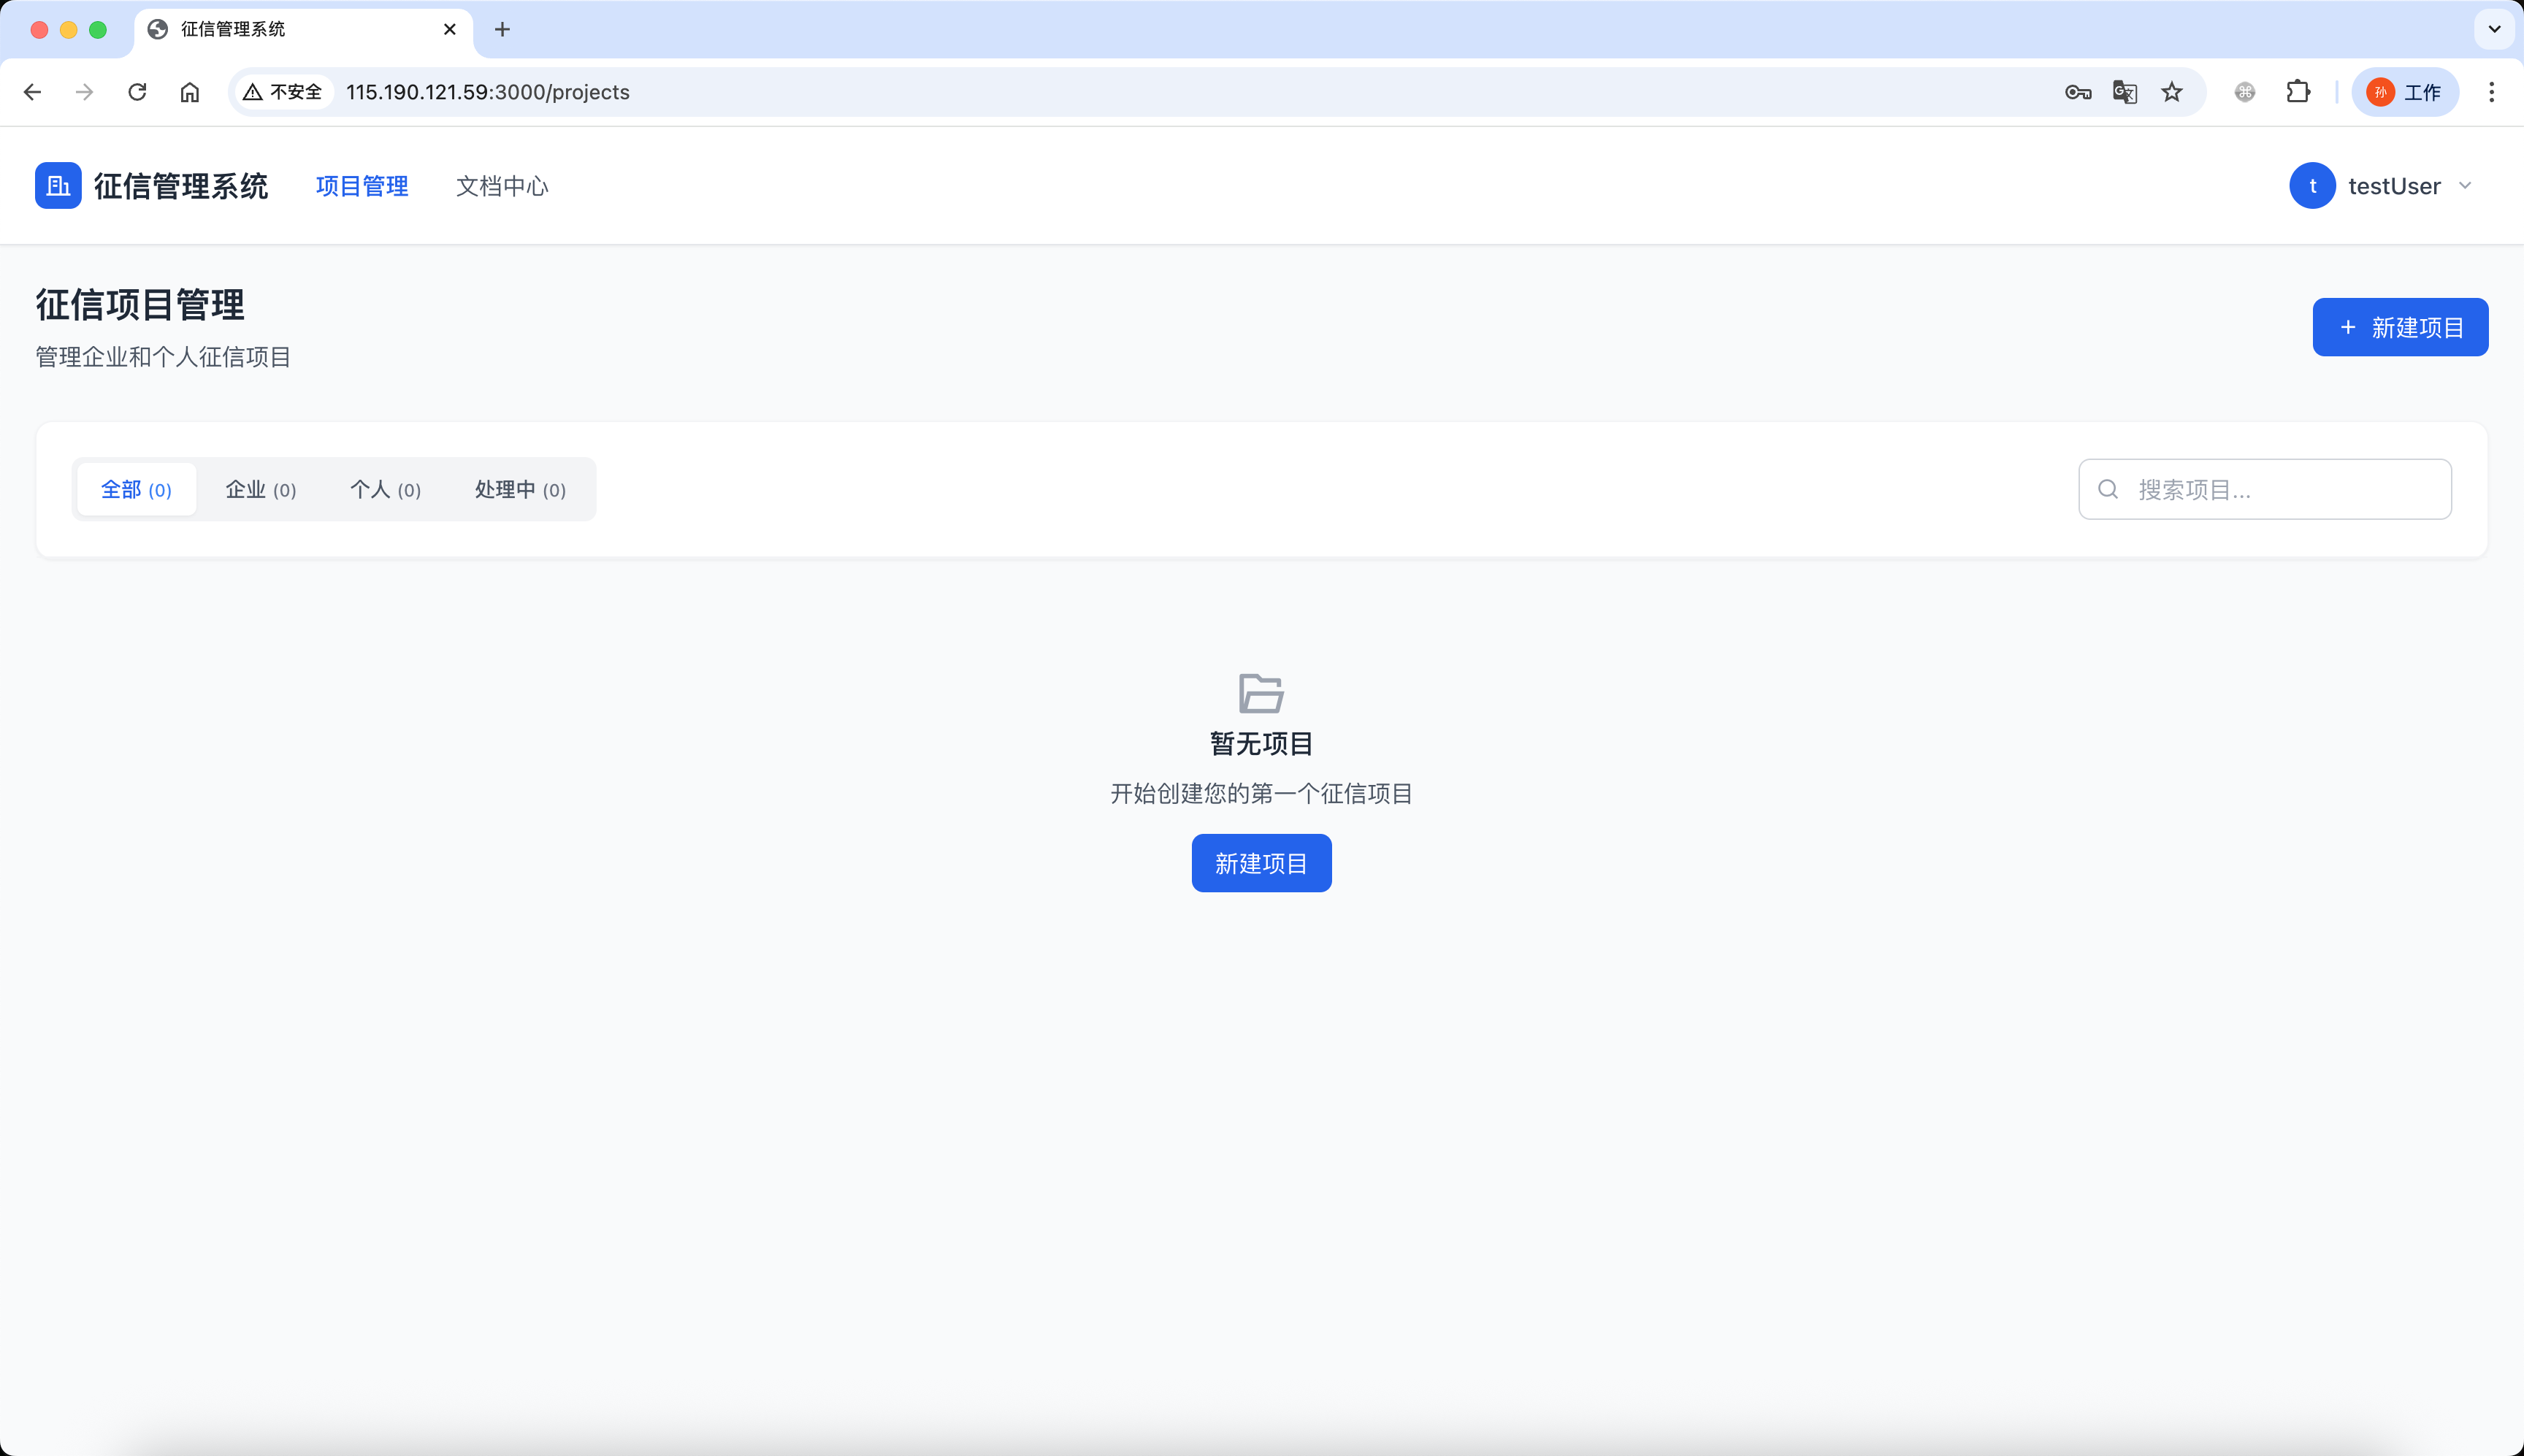 征信管理系统
不安全 115.190.121.59:3000/projects
孙 工作
征信管理系统 项目管理 文档中心
t testUser
征信项目管理
管理企业和个人征信项目
+ 新建项目
全部 (0) 企业 (0) 个人 (0) 处理中 (0)
搜索项目...
暂无项目
开始创建您的第一个征信项目
新建项目